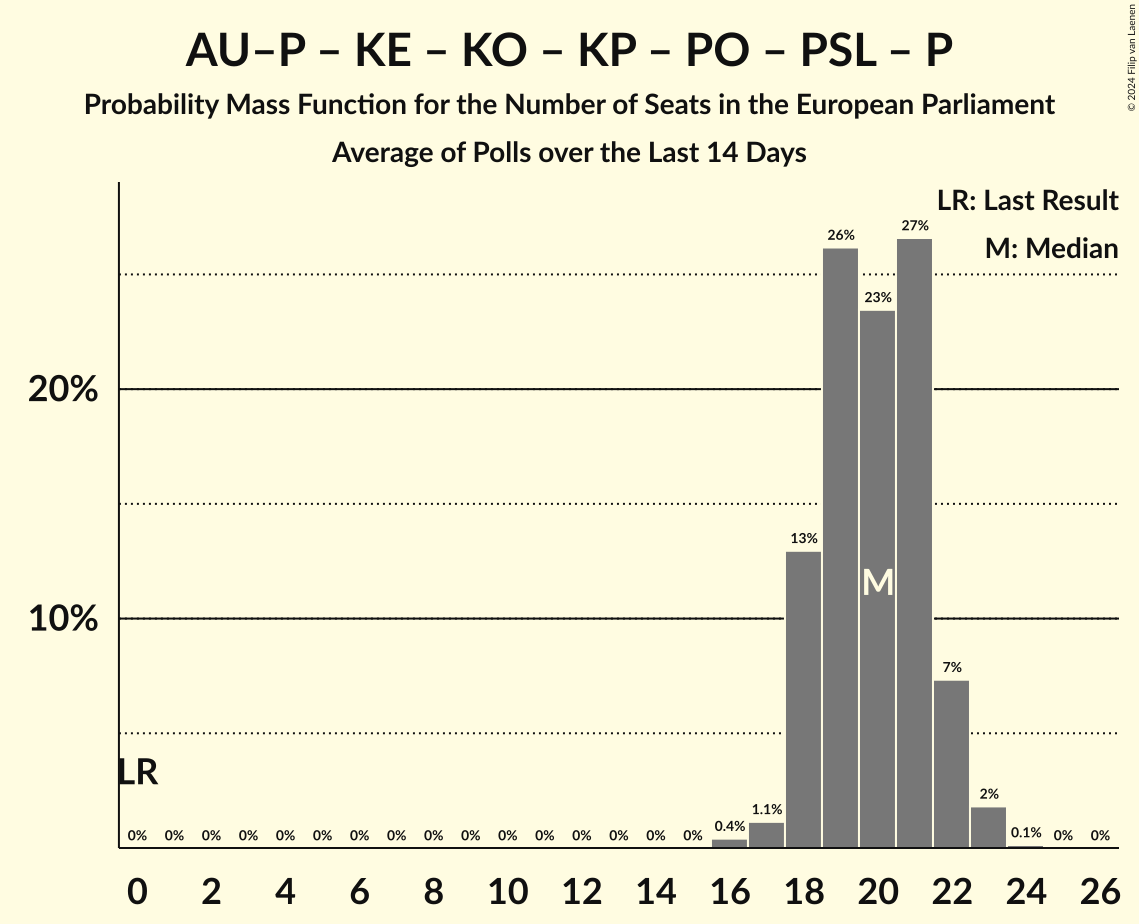 AU–P – KE – KO – KP – PO – PSL – P
Probability Mass Function for the Number of Seats in the European Parliament
Average of Polls over the Last 14 Days
© 2024 Filip van Laenen
LR: Last Result
M: Median
27%
26%
23%
20%
13%
M
10%
7%
LR
2%
1.1%
0.4%
0.1%
0% 0% 0% 0% 0% 0% 0% 0% 0% 0% 0% 0% 0% 0% 0% 0% 0% 0%
0 2 4 6 8 10 12 14 16 18 20 22 24 26